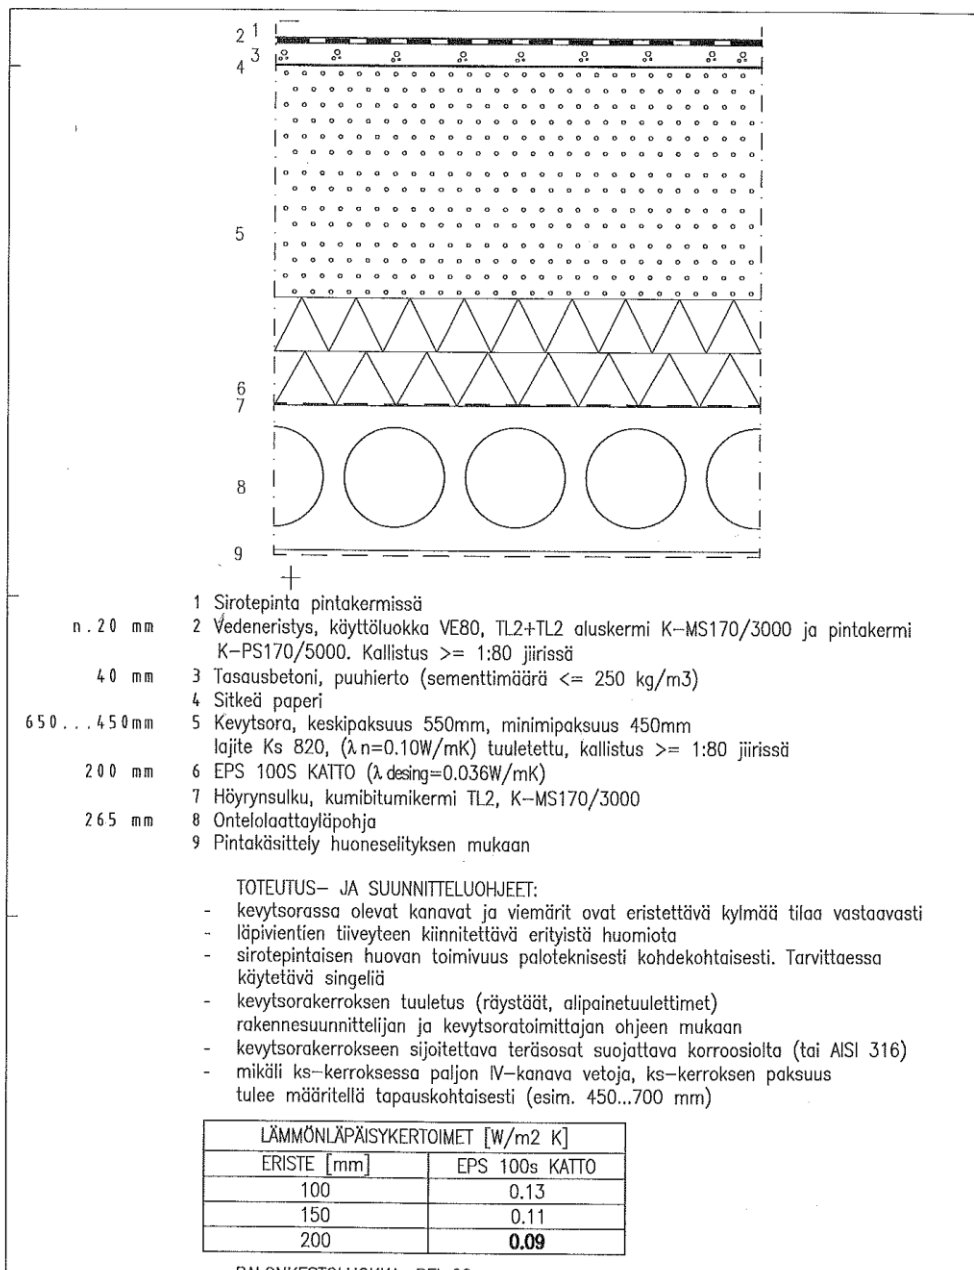 1
2
3
4
5
6
7
8
9
1 Sirotepinta pintakermissä
n.20 mm 2 Vedeneristys, käyttöluokka VE80, TL2+TL2 aluskermi K-MS170/3000 ja pintakermi
K-PS170/5000. Kallistus >= 1:80 jiirissä
40 mm 3 Tasausbetoni, puuhierto (sementtimäärä <= 250 kg/m3)
4 Sitkeä paperi
650...450mm 5 Kevytsora, keskipaksuus 550mm, minimipaksuus 450mm
lajite Ks 820, (λn=0.10W/mK) tuuletettu, kallistus >= 1:80 jiirissä
200 mm 6 EPS 100S KATTO (λ desing=0.036W/mK)
7 Höyrynsulku, kumibitumikermi TL2, K-MS170/3000
265 mm 8 Ontelolaattayläpohja
9 Pintakäsittely huoneselityksen mukaan
TOTEUTUS- JA SUUNNITTELUOHJEET:
- kevytsorassa olevat kanavat ja viemärit ovat eristettävä kylmää tilaa vastaavasti
- läpivientien tiiveyteen kiinnitettävä erityistä huomiota
- sirotepintaisen huovan toimivuus paloteknisesti kohdekohtaisesti. Tarvittaessa
käytetävä singeliä
- kevytsorakerroksen tuuletus (räystäät, alipainetuulettimet)
rakennesuunnittelijan ja kevytsoratoimittajan ohjeen mukaan
- kevytsorakerrokseen sijoitettava teräsosat suojattava korroosiolta (tai AISI 316)
- mikäli ks-kerroksessa paljon IV-kanava vetoja, ks-kerroksen paksuus
tulee määritellä tapauskohtaisesti (esim. 450...700 mm)
LÄMMÖNLÄPÄISYKERTOIMET [W/m2 K]
ERISTE [mm] EPS 100s KATTO
100 0.13
150 0.11
200 0.09